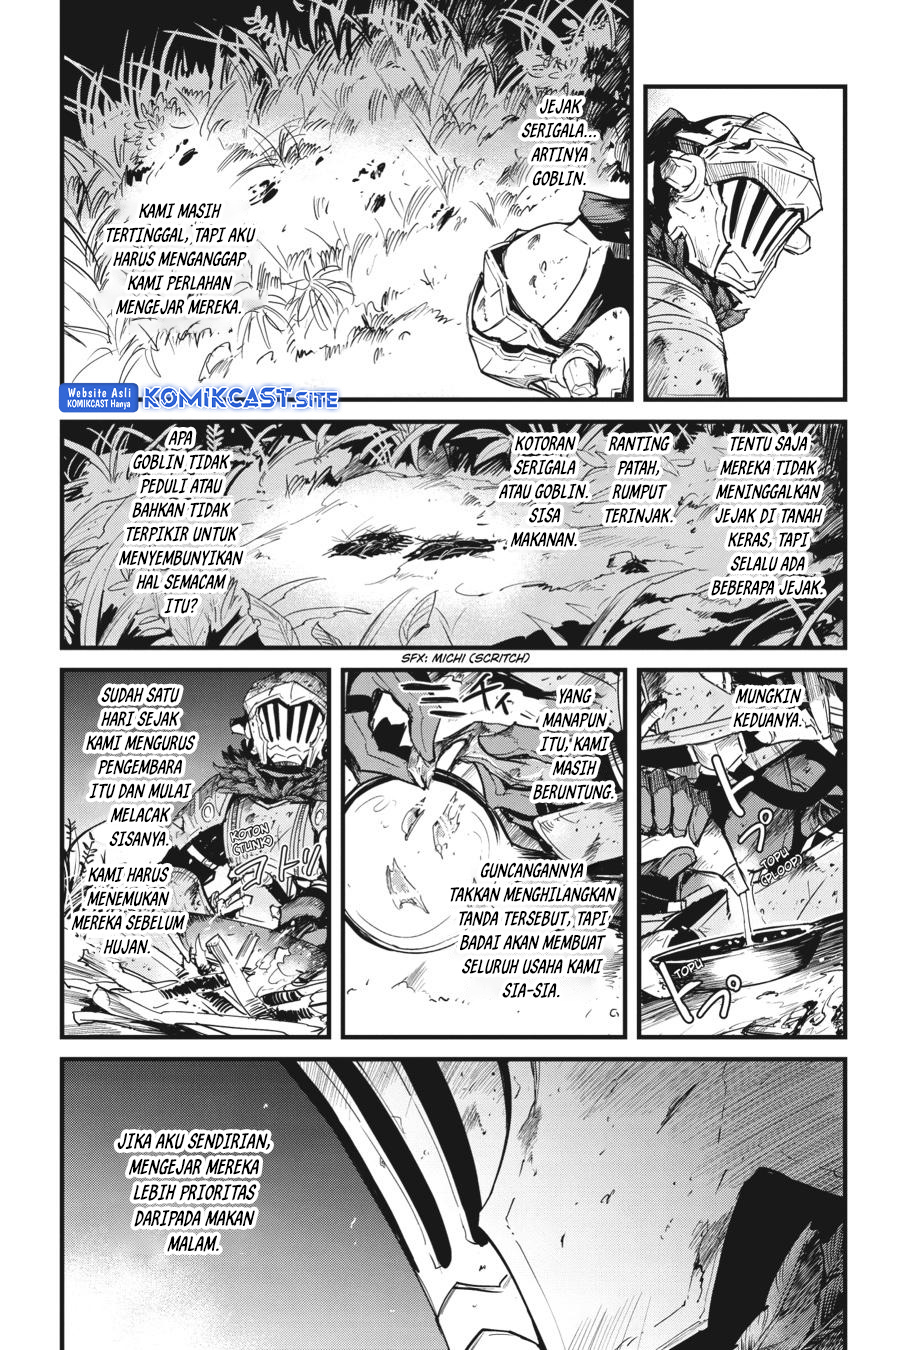 JEJAK
SERIGALA...
ARTINYA
GOBLIN.
KAMI MASIH
TERTINGGAL, TAPI AKU
HARUS MENGANGGAP
KAMI PERLAHAN
MENGEJAR MEREKA.
Website Asli
KOMIKCAST Hanya
KOMIKCAST.SITE
TENTU SAJA
MEREKA TIDAK
MENINGGALKAN
JEJAK DI TANAH
KERAS, TAPI
SELALU ADA
BEBERAPA JEJAK.
RANTING
PATAH,
RUMPUT
TERINJAK.
KOTORAN
SERIGALA
ATAU GOBLIN.
SISA
MAKANAN.
APA
GOBLIN TIDAK
PEDULI ATAU
BAHKAN TIDAK
TERPIKIR UNTUK
MENYEMBUNYIKAN
HAL SEMACAM
ITU?
SFX: MICHI (SCRITCH)
MUNGKIN
KEDUANYA.
TOPU
(PLOOP)
TOPU
トプ
YANG
MANAPUN
ITU, KAMI
MASIH
BERUNTUNG.
GUNCANGANNYA
TAKKAN MENGHILANGKAN
TANDA TERSEBUT, TAPI
BADAI AKAN MEMBUAT
SELURUH USAHA KAMI
SIA-SIA.
SUDAH SATU
HARI SEJAK
KAMI MENGURUS
PENGEMBARA
ITU DAN MULAI
MELACAK
SISANYA.
KOTON
(TUNK)
コトン
KAMI HARUS
MENEMUKAN
MEREKA SEBELUM
HUJAN.
JIKA AKU SENDIRIAN,
MENGEJAR MEREKA
LEBIH PRIORITAS
DARIPADA MAKAN
MALAM.